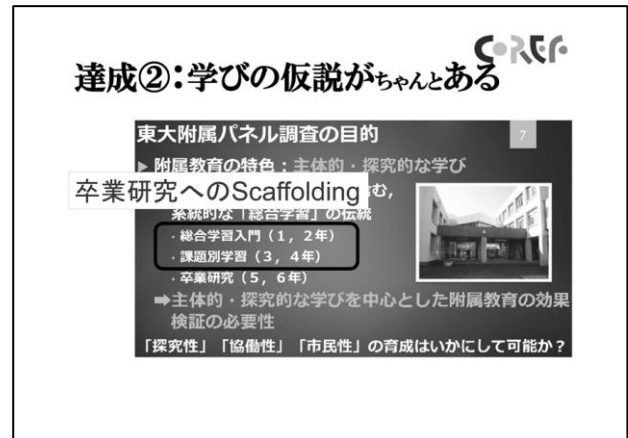 CoREF
達成②:学びの仮説がちゃんとある
東大附属パネル調査の目的
7
▶ 附属教育の特色:主体的・探究的な学び
卒業研究へのScaffolding
む,
系統的な「総合学習」の伝統
・総合学習入門(1,2年)
・課題別学習(3,4年)
・卒業研究(5,6年)
➡主体的・探究的な学びを中心とした附属教育の効果
検証の必要性
「探究性」「協働性」「市民性」の育成はいかにして可能か?